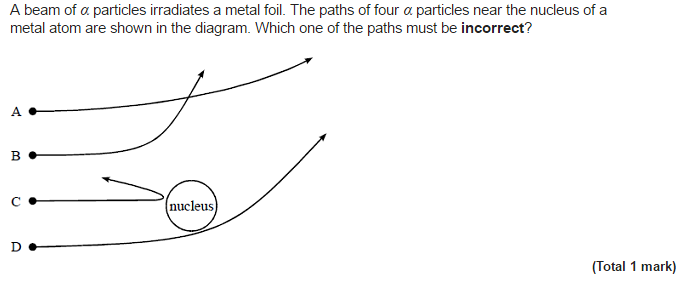 A beam of α particles irradiates a metal foil. The paths of four α particles near the nucleus of a
metal atom are shown in the diagram. Which one of the paths must be incorrect?
A
B
C
nucleus
D
(Total 1 mark)